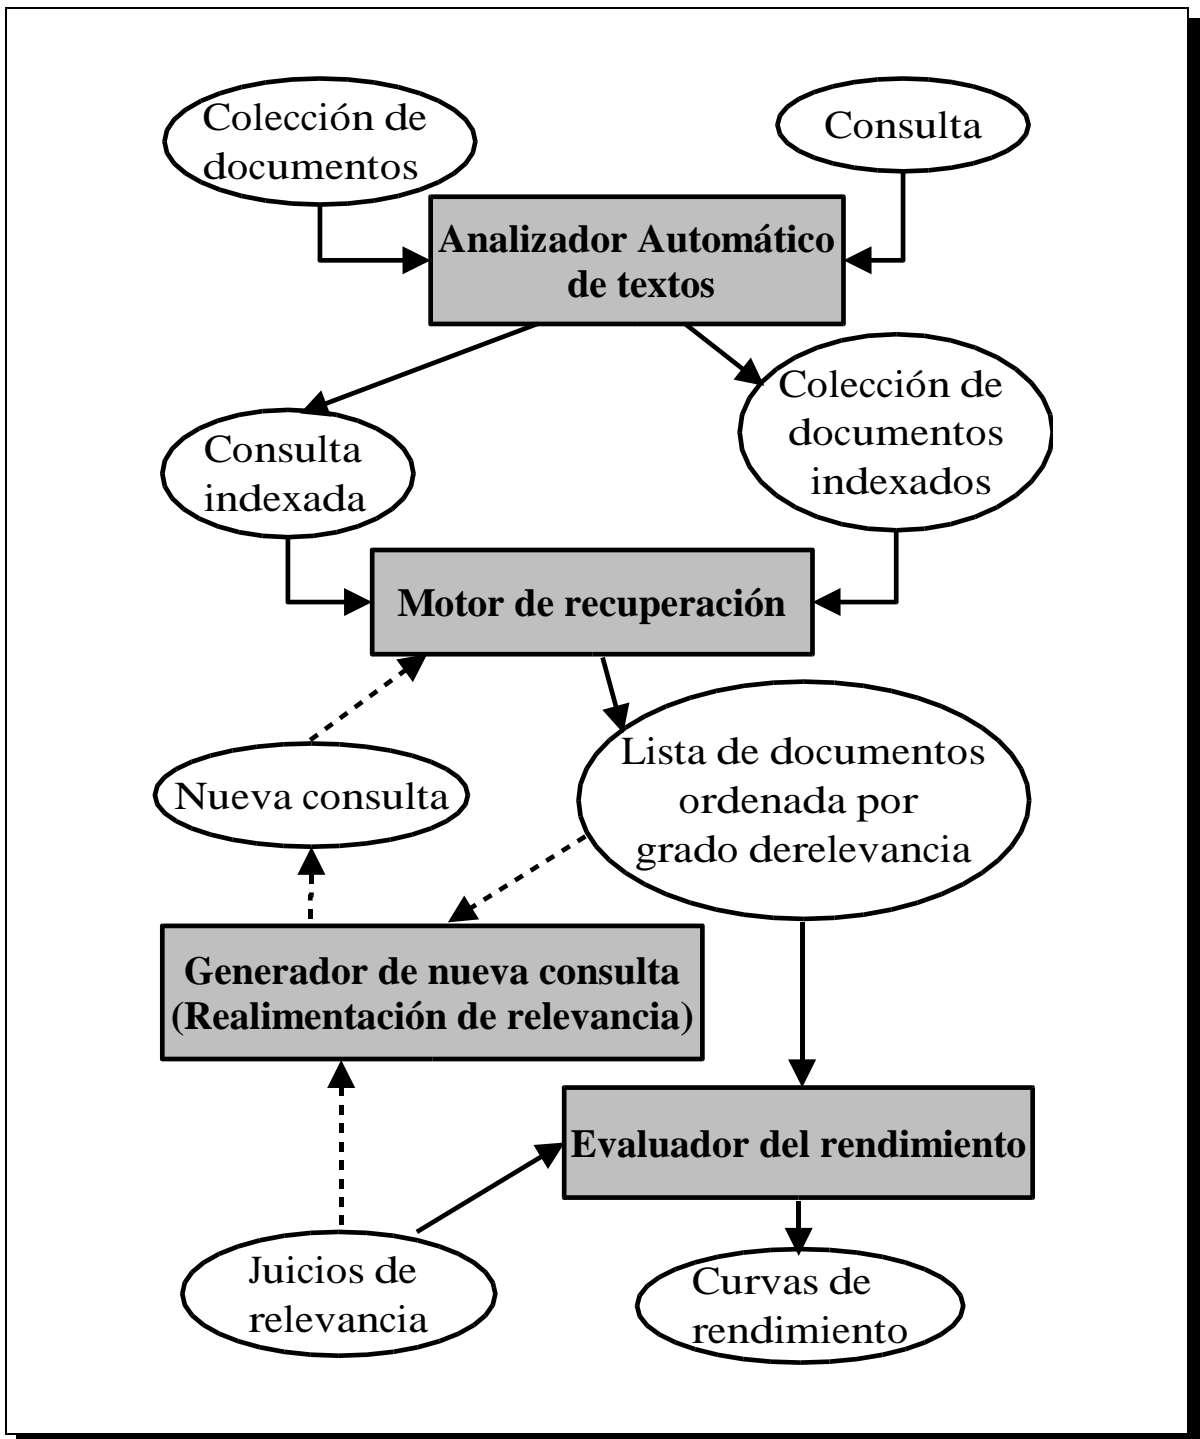 Colección de
documentos
Consulta
Analizador Automático
de textos
Colección de
documentos
indexados
Consulta
indexada
Motor de recuperación
Lista de documentos
ordenada por
grado derelevancia
Nueva consulta
Generador de nueva consulta
(Realimentación de relevancia)
Evaluador del rendimiento
Juicios de
relevancia
Curvas de
rendimiento